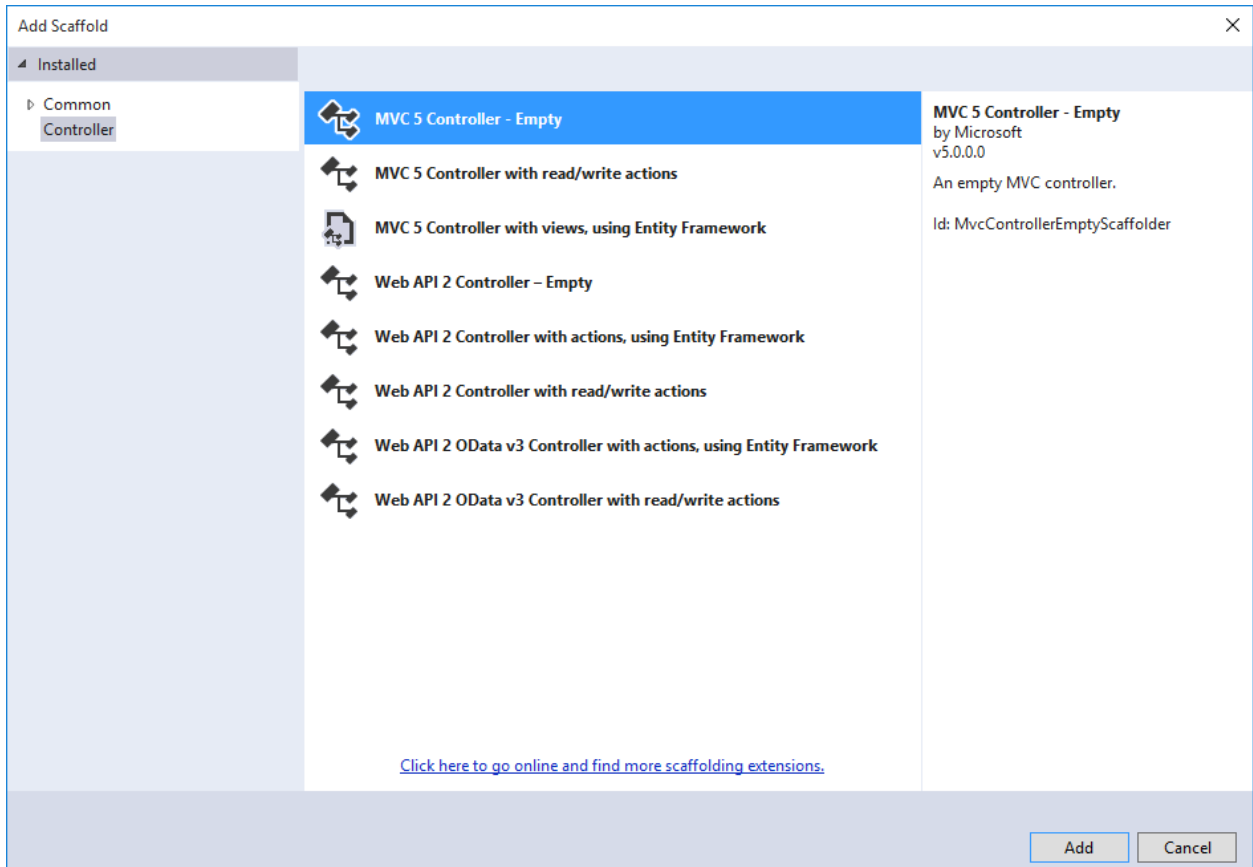 Add Scaffold
Installed
Common
Controller
MVC 5 Controller - Empty
MVC 5 Controller with read/write actions
MVC 5 Controller with views, using Entity Framework
Web API 2 Controller – Empty
Web API 2 Controller with actions, using Entity Framework
Web API 2 Controller with read/write actions
Web API 2 OData v3 Controller with actions, using Entity Framework
Web API 2 OData v3 Controller with read/write actions
Click here to go online and find more scaffolding extensions.
MVC 5 Controller - Empty
by Microsoft
v5.0.0.0
An empty MVC controller.
Id: MvcControllerEmptyScaffolder
Add
Cancel